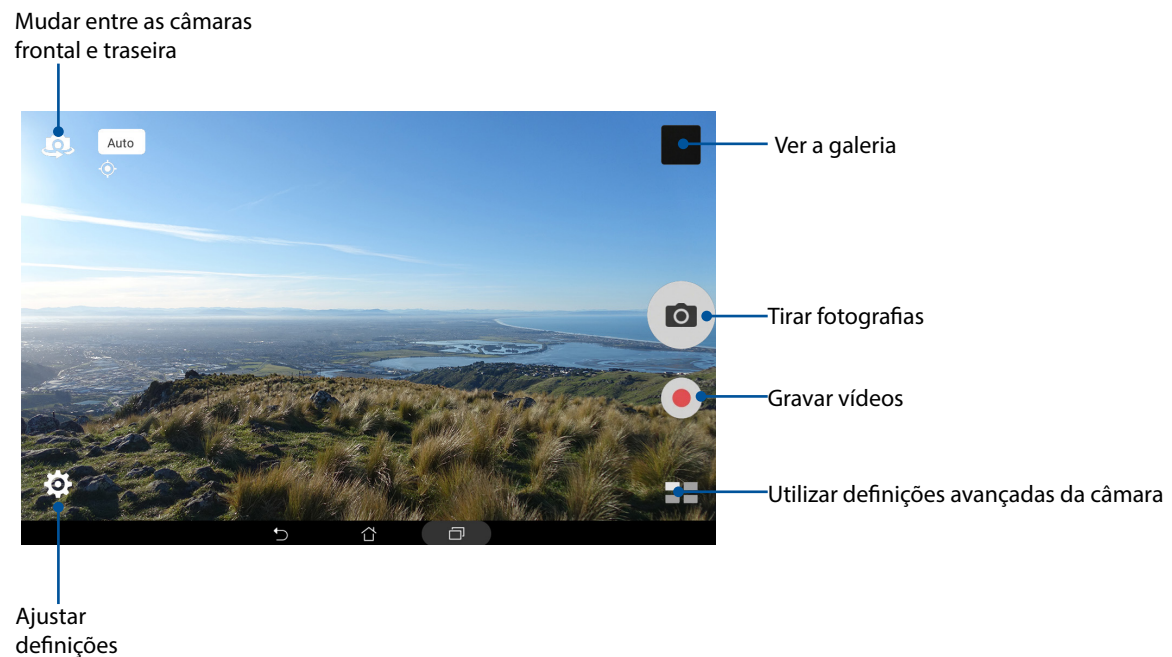 Mudar entre as câmaras
frontal e traseira
Auto
Ver a galeria
Tirar fotografias
Gravar vídeos
Utilizar definições avançadas da câmara
Ajustar
definições